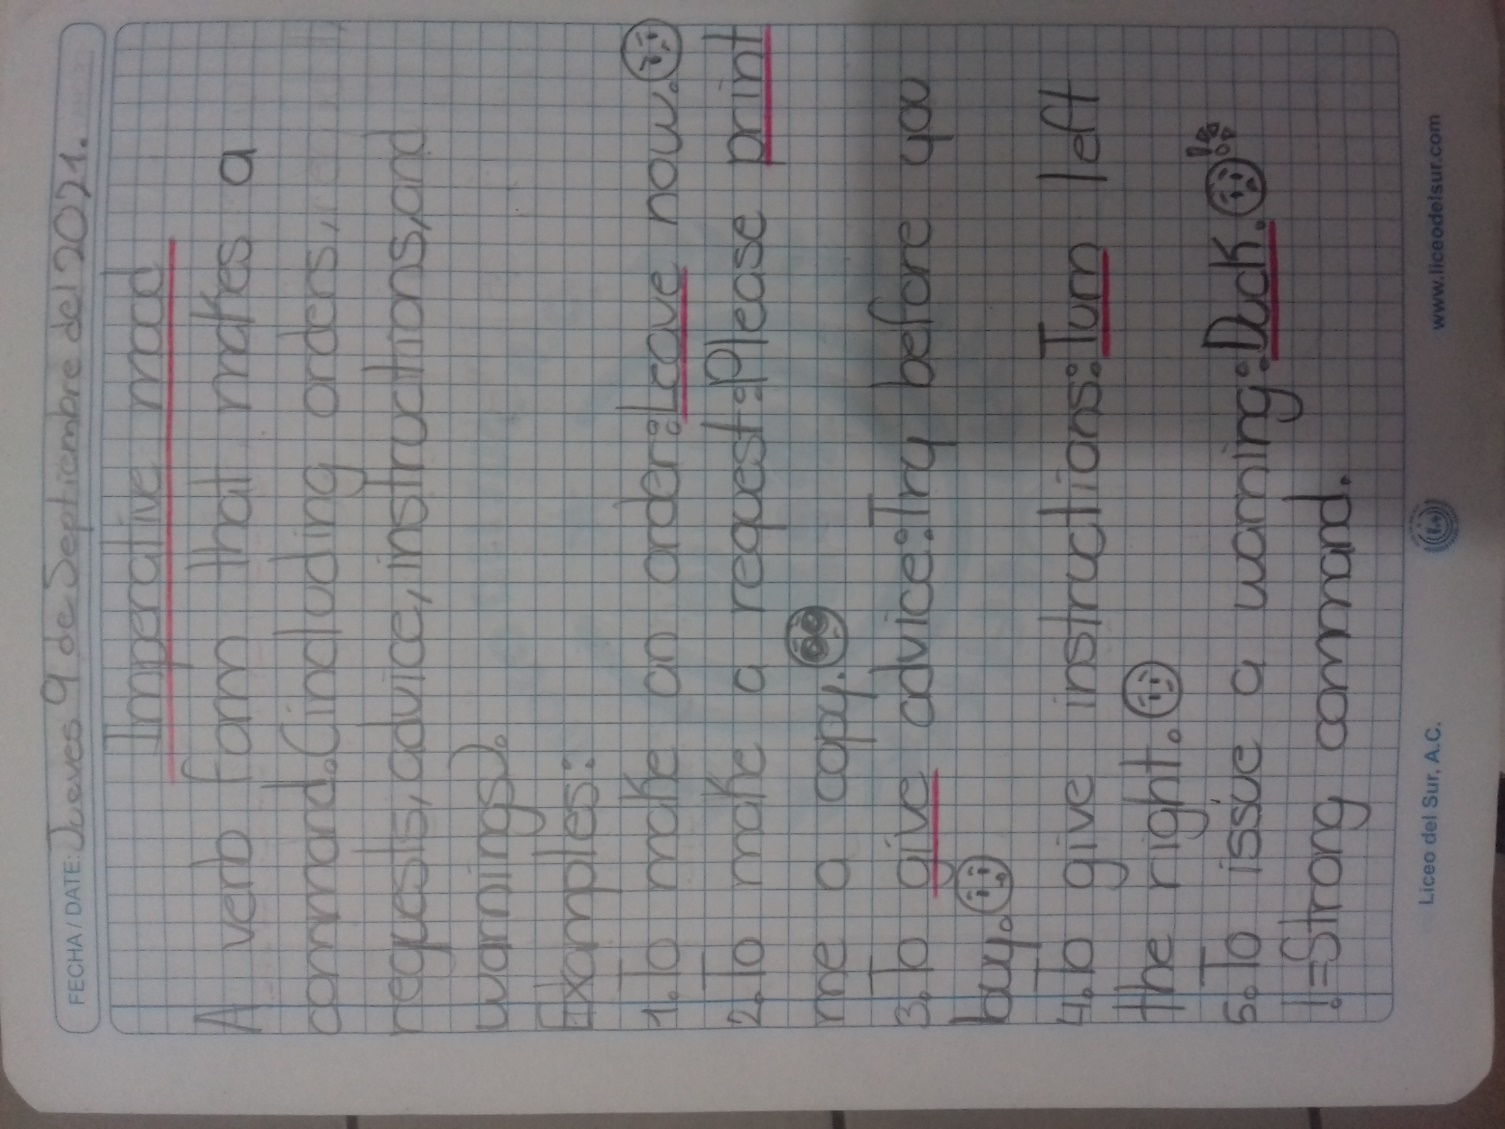 FECHA / DATE: Jueves 9 de Septiembre del 2021.
Imperative mod
A verb form that makes a
command.(including orders,
requests, advice, instructions, and
warnings).
Examples:
1. To make an order: Leave now.
2. To make a request: Please print
me a copy.
3. To give advice: Try before you
buy.
4. To give instructions: Turn left
the right.
5. To issue a warning: Duck.
! = Strong command.
Liceo del Sur, A.C.
www.liceodelsur.com